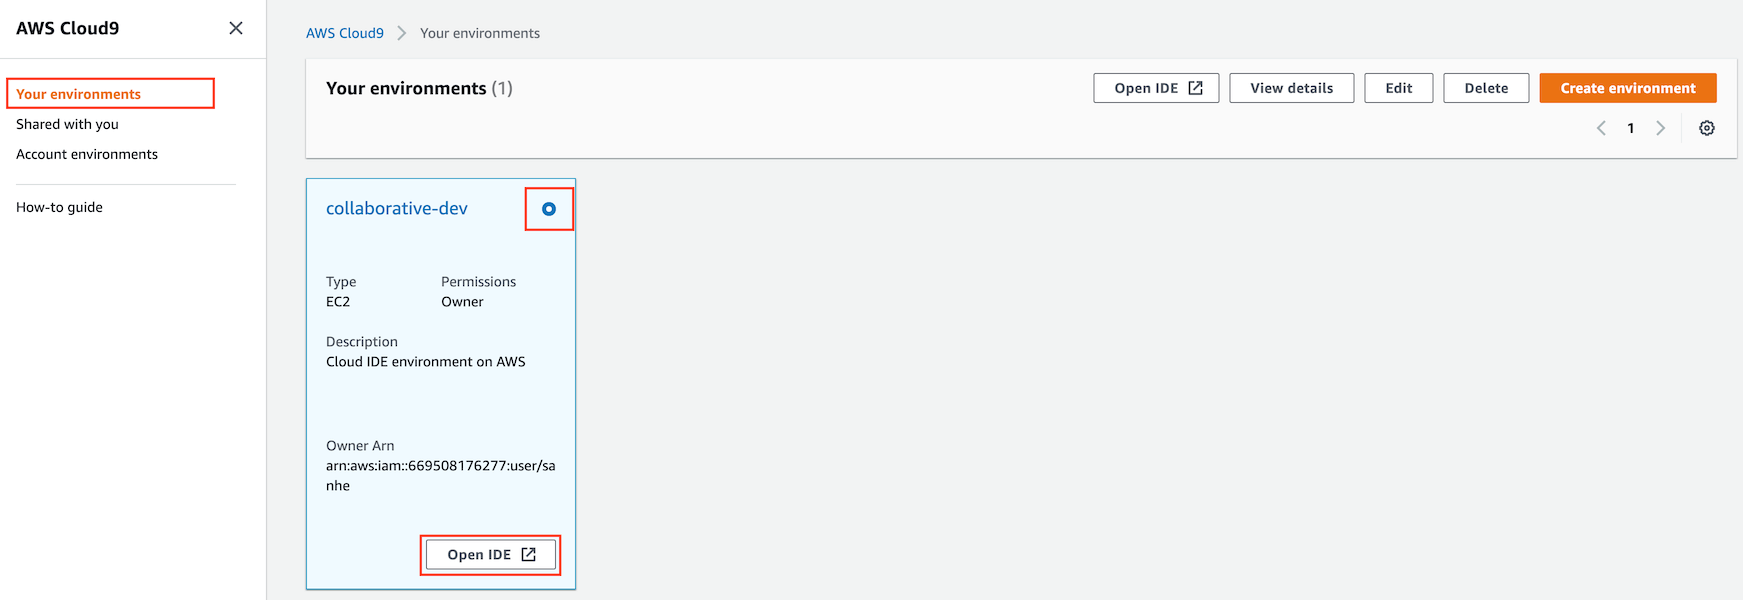 AWS Cloud9
Your environments
Shared with you
Account environments
How-to guide
AWS Cloud9 Your environments
Your environments (1)
Open IDE View details Edit Delete Create environment
1
collaborative-dev
Type Permissions
EC2 Owner
Description
Cloud IDE environment on AWS
Owner Arn
arn:aws:iam::669508176277:user/sa
nhe
Open IDE